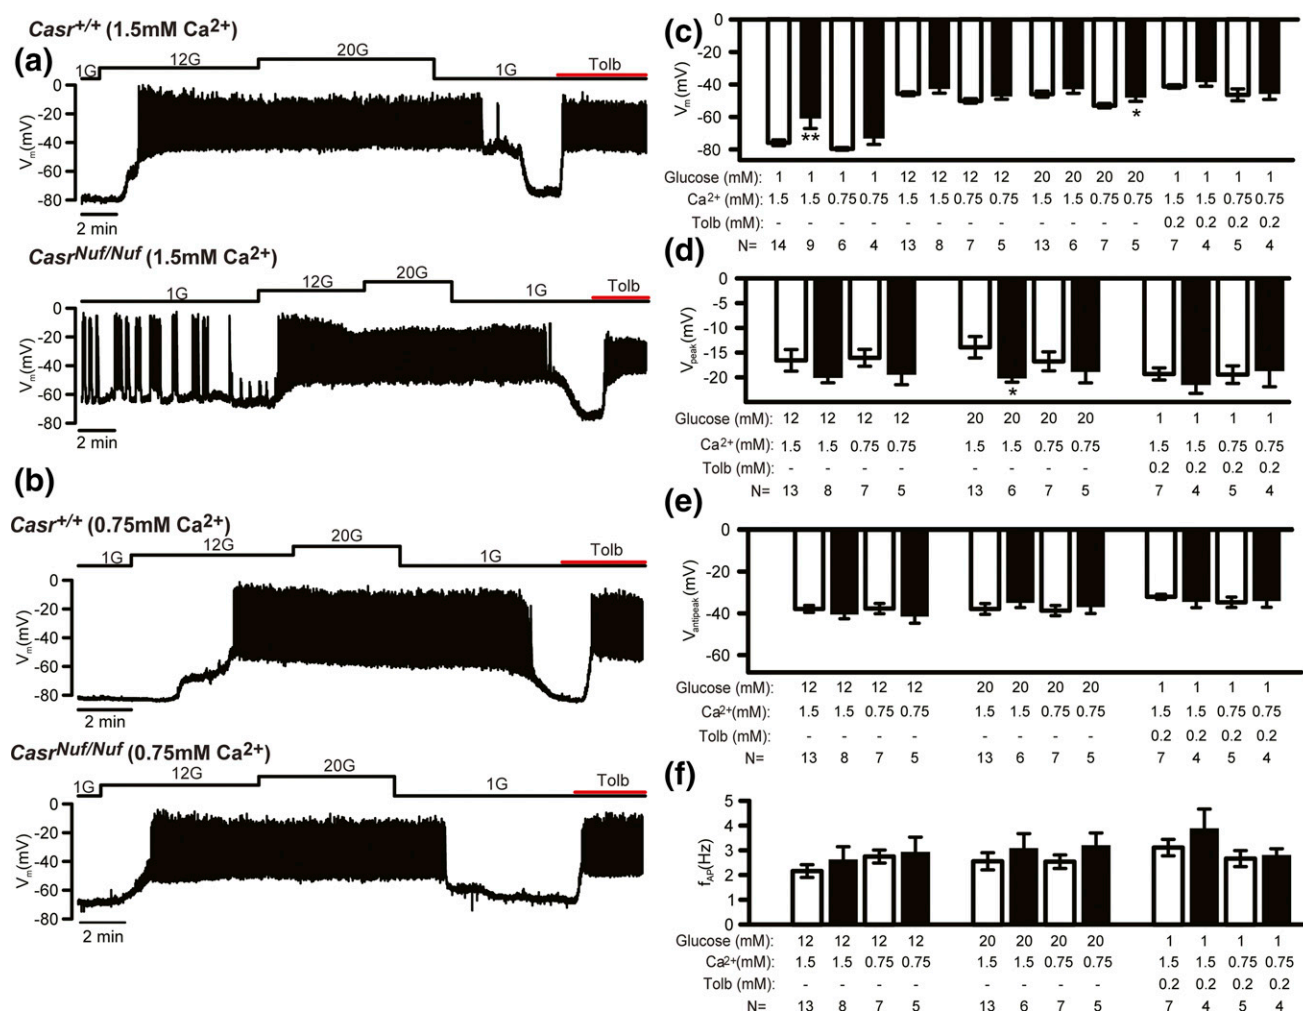 Casr+/+ (1.5mM Ca2+)
(a)
1G 12G 20G 1G Tolb
0
-20
-40
-60
-80
Vm(mV)
2 min
CasrNuf/Nuf (1.5mM Ca2+)
1G 12G 20G 1G Tolb
0
-20
-40
-60
-80
Vm(mV)
2 min
(b)
Casr+/+ (0.75mM Ca2+)
1G 12G 20G 1G Tolb
0
-20
-40
-60
-80
Vm(mV)
2 min
CasrNuf/Nuf (0.75mM Ca2+)
1G 12G 20G 1G Tolb
0
-20
-40
-60
-80
Vm(mV)
2 min
(c)
0
-20
-40
-60
-80
Vm(mV)
** *
Glucose (mM): 1 1 1 1 12 12 12 12 20 20 20 20 1 1 1 1
Ca2+ (mM): 1.5 1.5 0.75 0.75 1.5 1.5 0.75 0.75 1.5 1.5 0.75 0.75 1.5 1.5 0.75 0.75
Tolb (mM): - - - - - - - - - - - - 0.2 0.2 0.2 0.2
N= 14 9 6 4 13 8 7 5 13 6 7 5 7 4 5 4
(d)
0
-5
-10
-15
-20
Vpeak(mV)
*
Glucose (mM): 12 12 12 12 20 20 20 20 1 1 1 1
Ca2+(mM): 1.5 1.5 0.75 0.75 1.5 1.5 0.75 0.75 1.5 1.5 0.75 0.75
Tolb (mM): - - - - - - - - 0.2 0.2 0.2 0.2
N= 13 8 7 5 13 6 7 5 7 4 5 4
(e)
0
-20
-40
-60
Vantipeak(mV)
Glucose (mM): 12 12 12 12 20 20 20 20 1 1 1 1
Ca2+(mM): 1.5 1.5 0.75 0.75 1.5 1.5 0.75 0.75 1.5 1.5 0.75 0.75
Tolb (mM): - - - - - - - - 0.2 0.2 0.2 0.2
N= 13 8 7 5 13 6 7 5 7 4 5 4
(f)
5
4
3
2
1
0
fAP(Hz)
Glucose (mM): 12 12 12 12 20 20 20 20 1 1 1 1
Ca2+(mM): 1.5 1.5 0.75 0.75 1.5 1.5 0.75 0.75 1.5 1.5 0.75 0.75
Tolb (mM): - - - - - - - - 0.2 0.2 0.2 0.2
N= 13 8 7 5 13 6 7 5 7 4 5 4